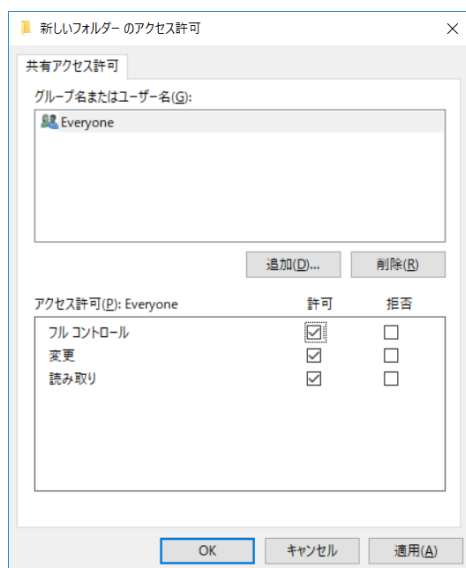 新しいフォルダー のアクセス許可
共有アクセス許可
グループ名またはユーザー名(G):
Everyone
追加(D)...
削除(R)
アクセス許可(P): Everyone 許可 拒否
フル コントロール
変更
読み取り
OK キャンセル 適用(A)